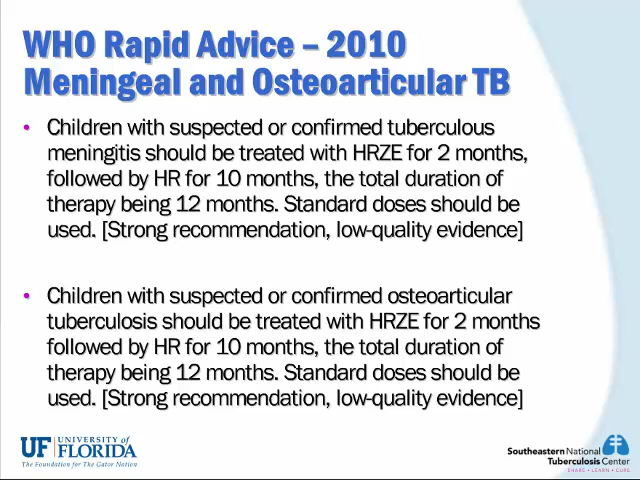 WHO Rapid Advice – 2010
Meningeal and Osteoarticular TB
• Children with suspected or confirmed tuberculous
meningitis should be treated with HRZE for 2 months,
followed by HR for 10 months, the total duration of
therapy being 12 months. Standard doses should be
used. [Strong recommendation, low-quality evidence]
• Children with suspected or confirmed osteoarticular
tuberculosis should be treated with HRZE for 2 months
followed by HR for 10 months, the total duration of
therapy being 12 months. Standard doses should be
used. [Strong recommendation, low-quality evidence]
UF UNIVERSITY of
FLORIDA
The Foundation for The Gator Nation
Southeastern National
Tuberculosis Center
SHARE • LEARN • CURE